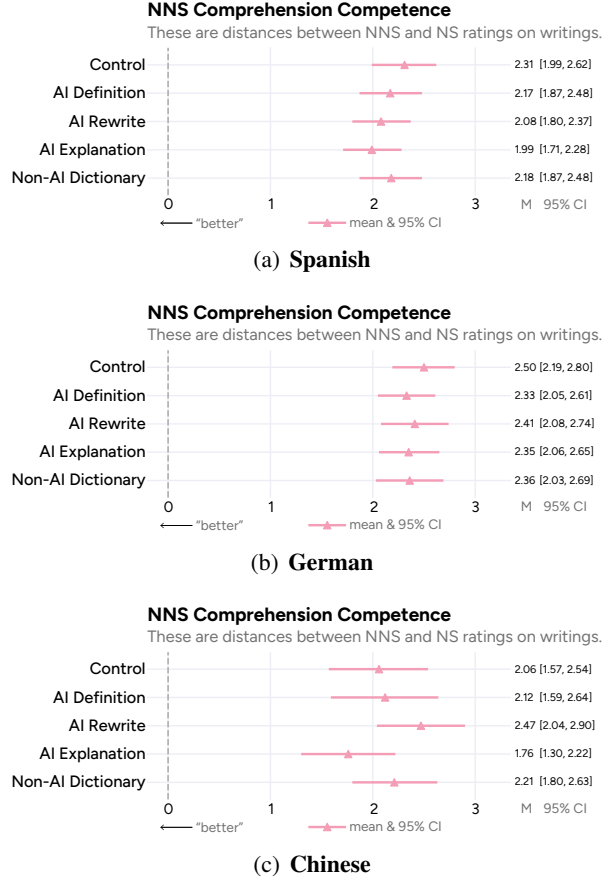 NNS Comprehension Competence
These are distances between NNS and NS ratings on writings.
Control 2.31 [1.99, 2.62]
AI Definition 2.17 [1.87, 2.48]
AI Rewrite 2.08 [1.80, 2.37]
AI Explanation 1.99 [1.71, 2.28]
Non-AI Dictionary 2.18 [1.87, 2.48]
0 1 2 3 M 95% CI
“better” mean & 95% CI
(a) Spanish
NNS Comprehension Competence
These are distances between NNS and NS ratings on writings.
Control 2.50 [2.19, 2.80]
AI Definition 2.33 [2.05, 2.61]
AI Rewrite 2.41 [2.08, 2.74]
AI Explanation 2.35 [2.06, 2.65]
Non-AI Dictionary 2.36 [2.03, 2.69]
0 1 2 3 M 95% CI
“better” mean & 95% CI
(b) German
NNS Comprehension Competence
These are distances between NNS and NS ratings on writings.
Control 2.06 [1.57, 2.54]
AI Definition 2.12 [1.59, 2.64]
AI Rewrite 2.47 [2.04, 2.90]
AI Explanation 1.76 [1.30, 2.22]
Non-AI Dictionary 2.21 [1.80, 2.63]
0 1 2 3 M 95% CI
“better” mean & 95% CI
(c) Chinese